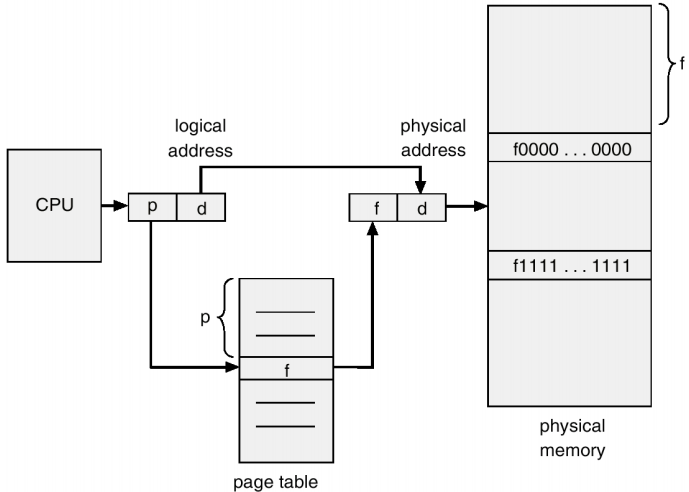 f
logical
address
physical
address
f0000 . . . 0000
CPU
p
d
f
d
f1111 . . . 1111
p
f
physical
memory
page table